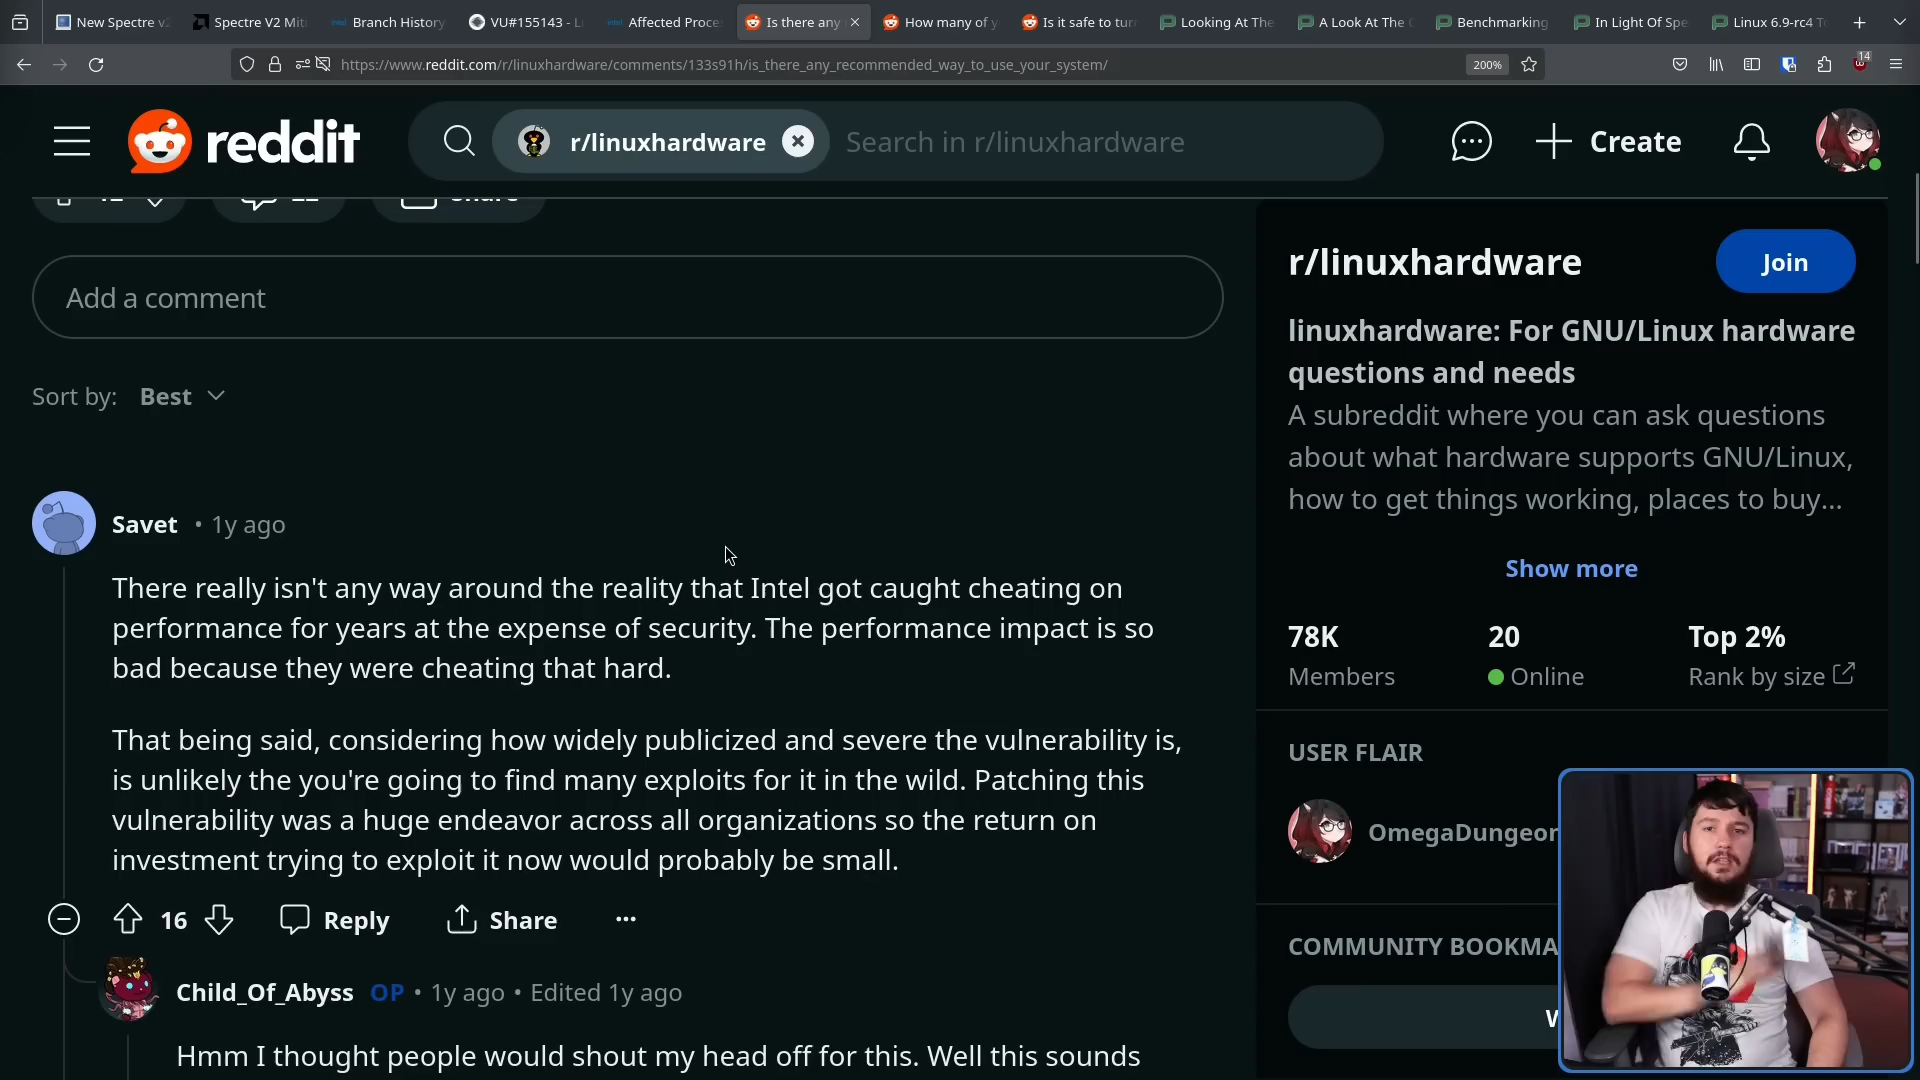 New Spectre v
Spectre V2 Mit
Branch History
VU#155143 - L
Affected Proce
Is there any
How many of y
Is it safe to tur
Looking At The
A Look At The
Benchmarking
In Light Of Spe
Linux 6.9-rc4 T
https://www.reddit.com/r/linuxhardware/comments/133s91h/is_there_any_recommended_way_to_use_your_system/
200%
14
reddit
r/linuxhardware
Search in r/linuxhardware
Create
Share
Add a comment
Sort by: Best
Savet • 1y ago
There really isn't any way around the reality that Intel got caught cheating on
performance for years at the expense of security. The performance impact is so
bad because they were cheating that hard.
That being said, considering how widely publicized and severe the vulnerability is,
is unlikely the you're going to find many exploits for it in the wild. Patching this
vulnerability was a huge endeavor across all organizations so the return on
investment trying to exploit it now would probably be small.
16
Reply
Share
Child_Of_Abyss OP • 1y ago • Edited 1y ago
Hmm I thought people would shout my head off for this. Well this sounds
r/linuxhardware
Join
linuxhardware: For GNU/Linux hardware
questions and needs
A subreddit where you can ask questions
about what hardware supports GNU/Linux,
how to get things working, places to buy...
Show more
78K
Members
20
Online
Top 2%
Rank by size
USER FLAIR
OmegaDungeon
COMMUNITY BOOKMA
W